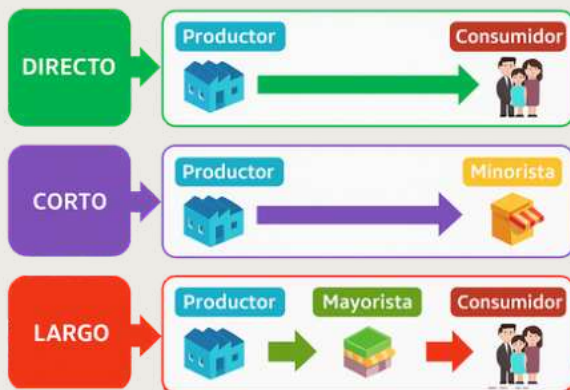 DIRECTO
Productor
Consumidor
CORTO
Productor
Minorista
LARGO
Productor
Mayorista
Consumidor